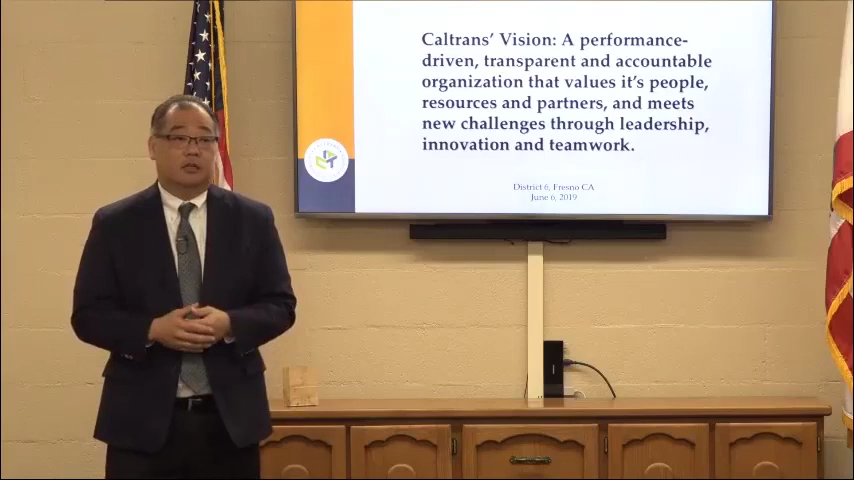 Caltrans’ Vision: A performance-
driven, transparent and accountable
organization that values it’s people,
resources and partners, and meets
new challenges through leadership,
innovation and teamwork.
District 6, Fresno CA
June 6, 2019